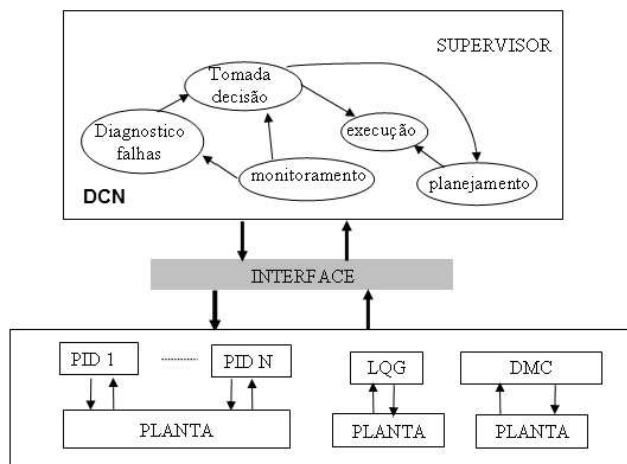 SUPERVISOR
Tomada
decisão
Diagnostico
falhas
execução
monitoramento
planejamento
DCN
INTERFACE
PID 1
PID N
LQG
DMC
PLANTA
PLANTA
PLANTA